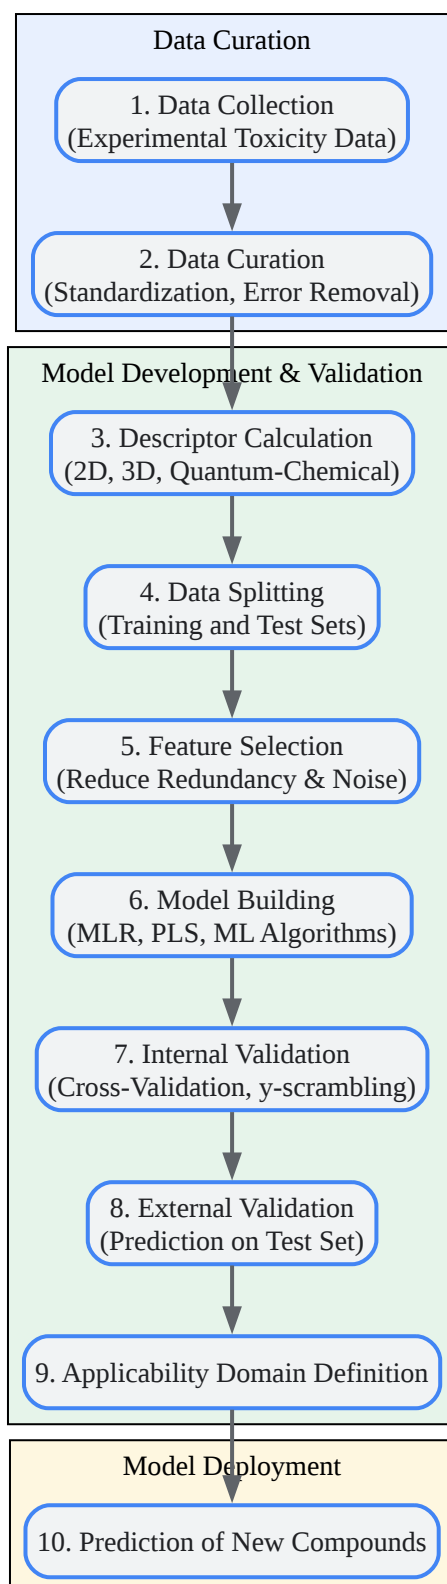 Data Curation
1. Data Collection
(Experimental Toxicity Data)
2. Data Curation
(Standardization, Error Removal)
Model Development & Validation
3. Descriptor Calculation
(2D, 3D, Quantum-Chemical)
4. Data Splitting
(Training and Test Sets)
5. Feature Selection
(Reduce Redundancy & Noise)
6. Model Building
(MLR, PLS, ML Algorithms)
7. Internal Validation
(Cross-Validation, y-scrambling)
8. External Validation
(Prediction on Test Set)
9. Applicability Domain Definition
Model Deployment
10. Prediction of New Compounds